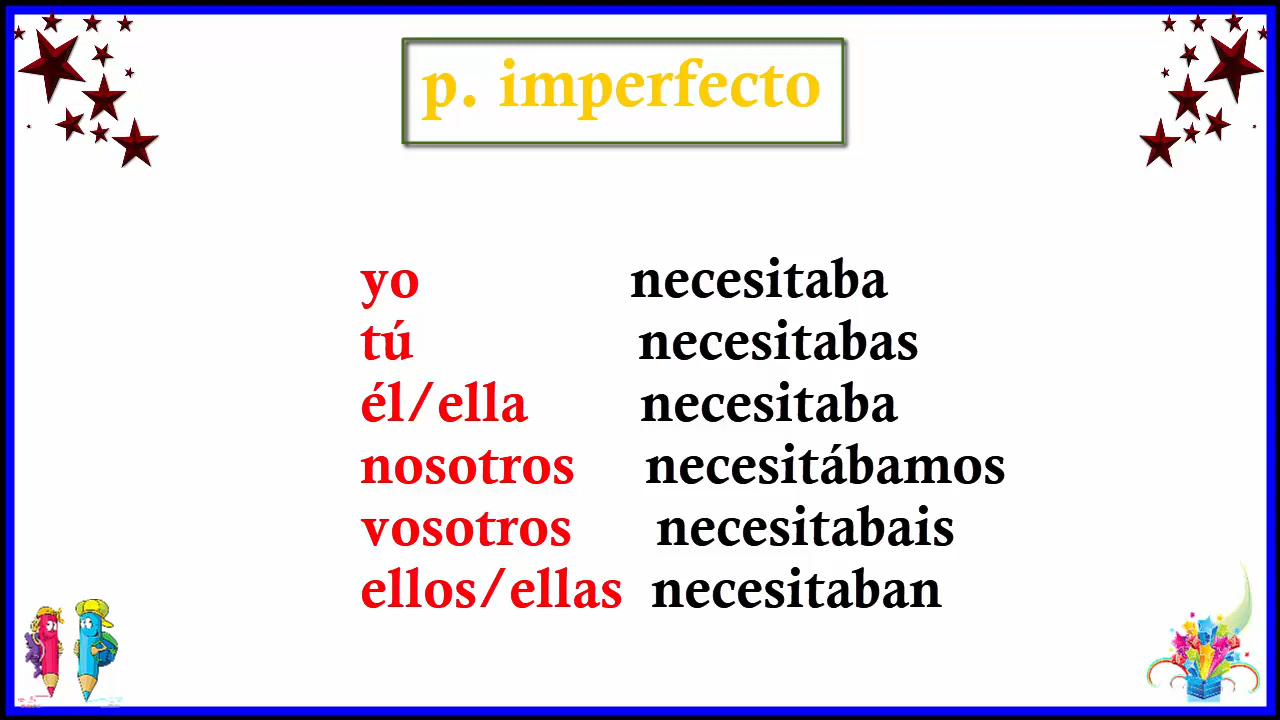 p. imperfecto
yo necesitaba
tú necesitabas
él/ella necesitaba
nosotros necesitábamos
vosotros necesitabais
ellos/ellas necesitaban